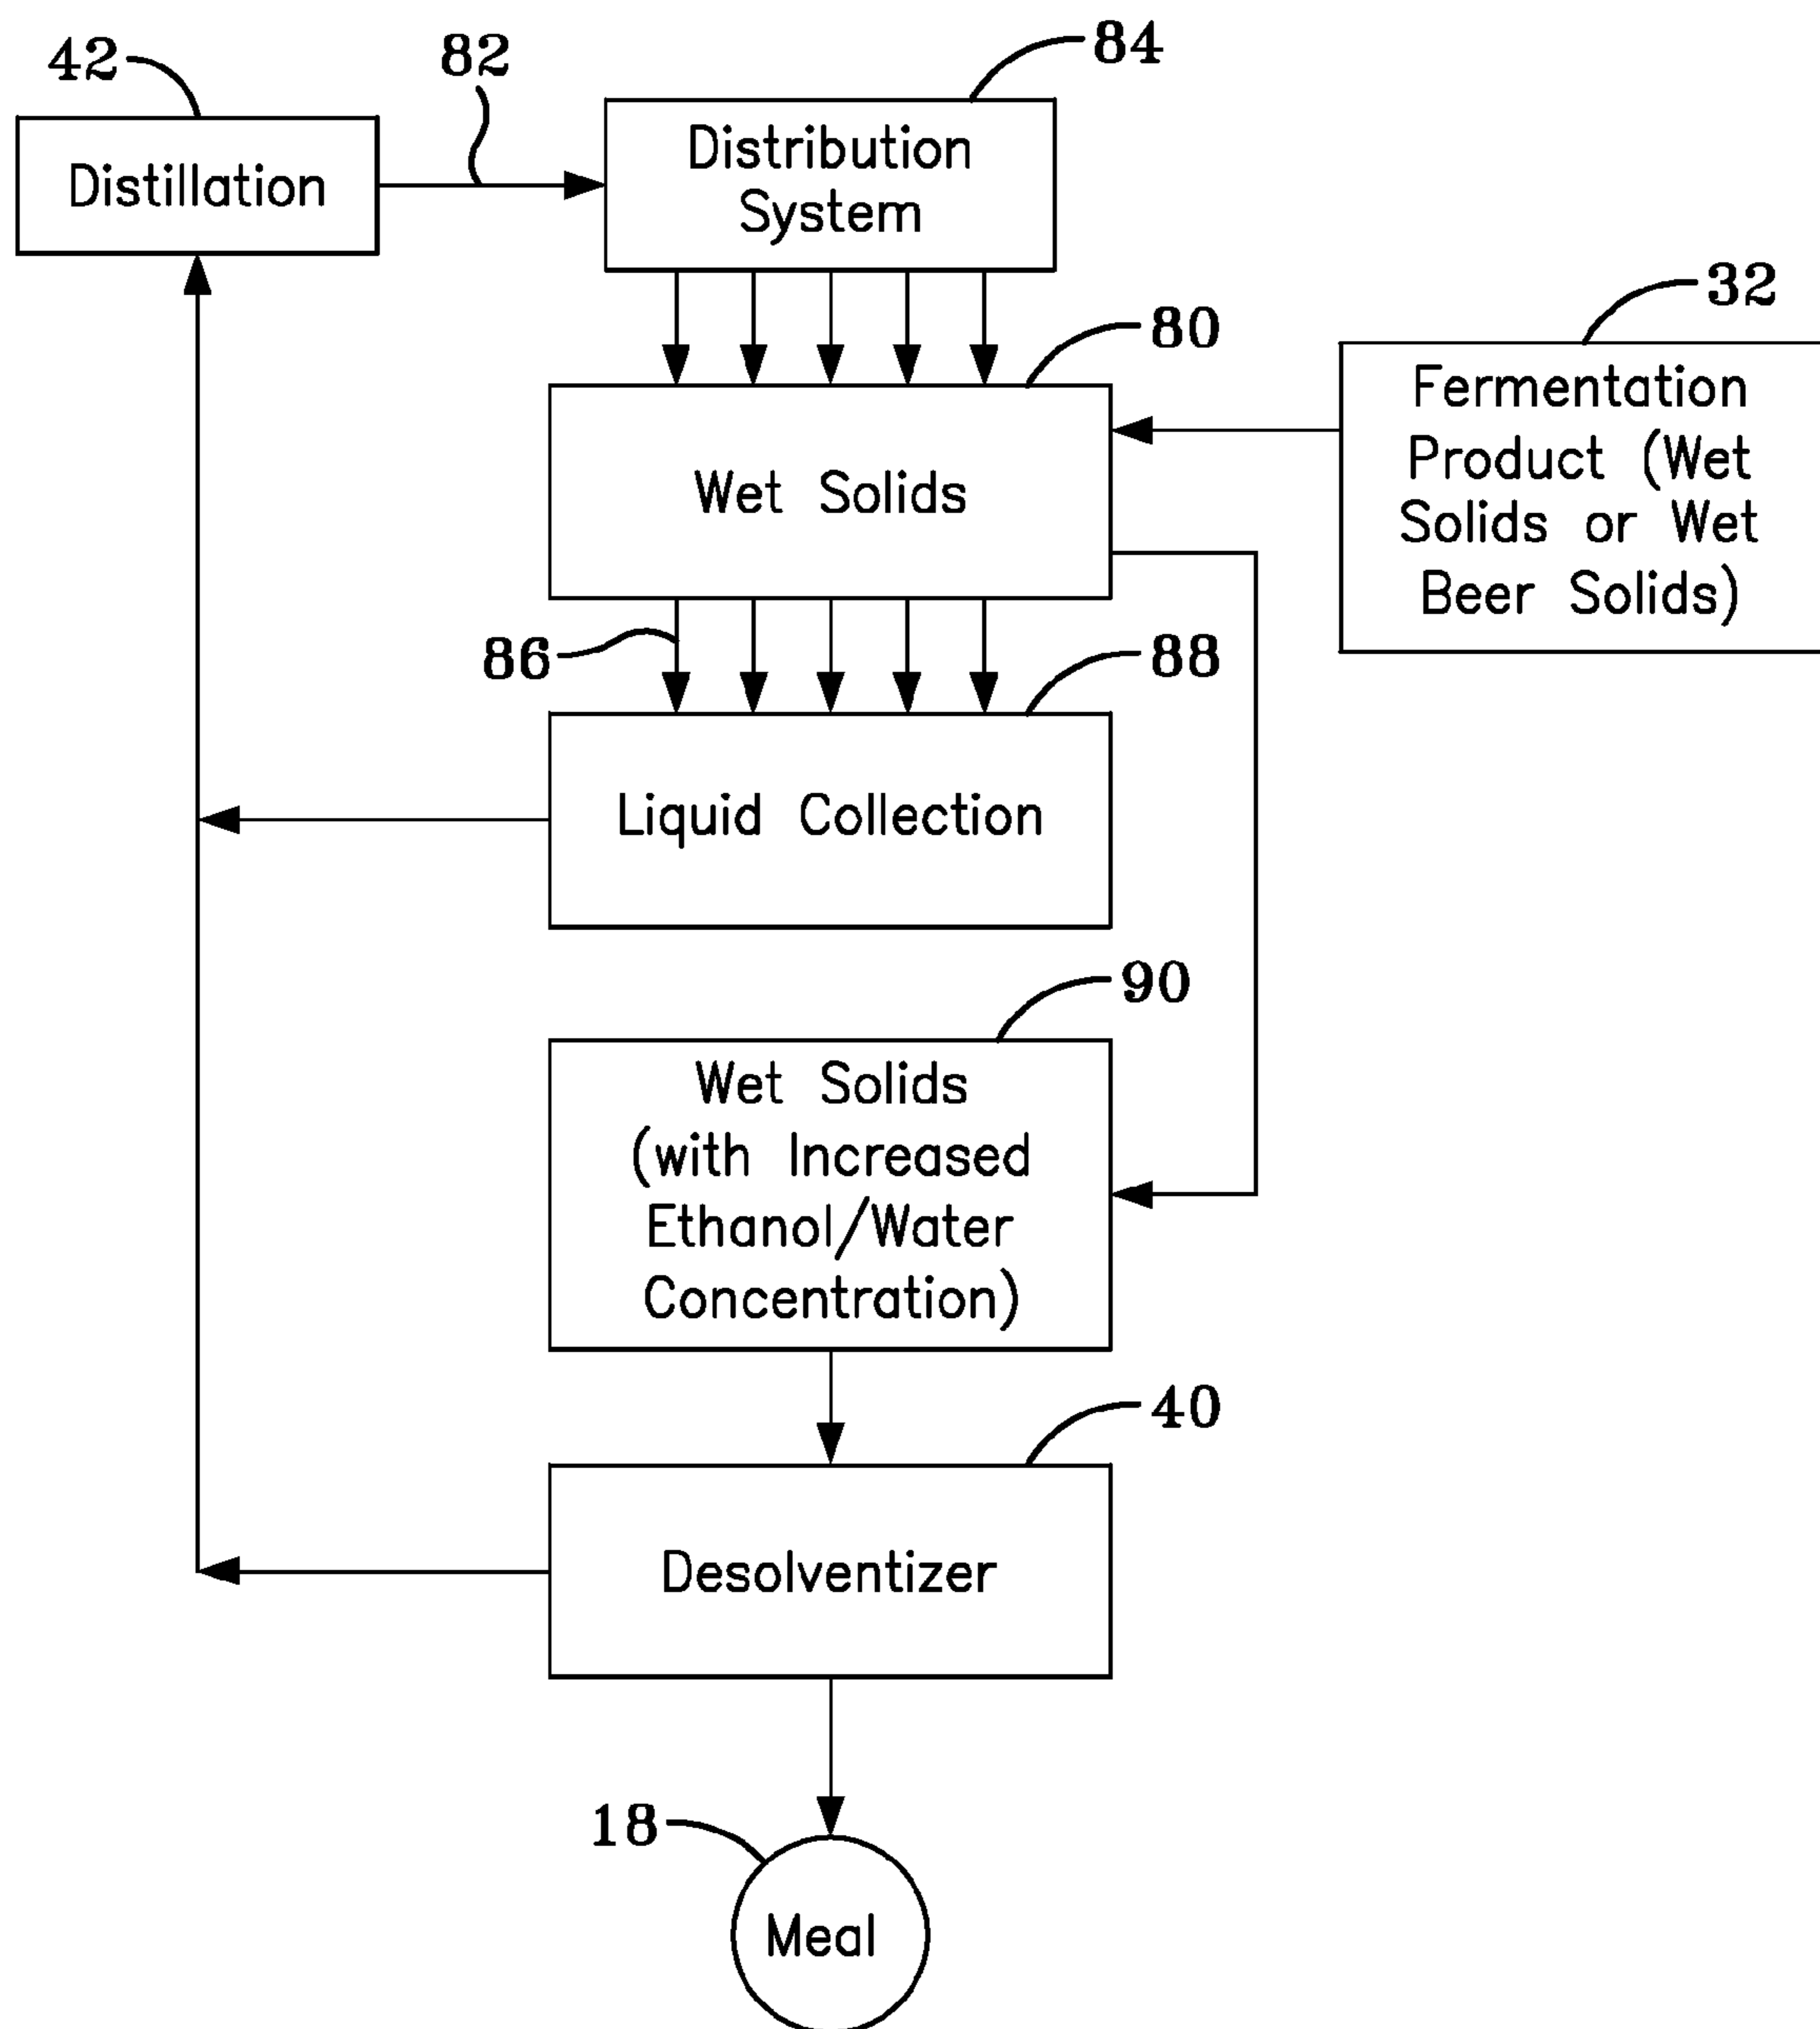 42
82
84
Distillation
Distribution
System
32
80
Fermentation
Product (Wet
Solids or Wet
Beer Solids)
Wet Solids
86
88
Liquid Collection
90
Wet Solids
(with Increased
Ethanol/Water
Concentration)
40
Desolventizer
18
Meal